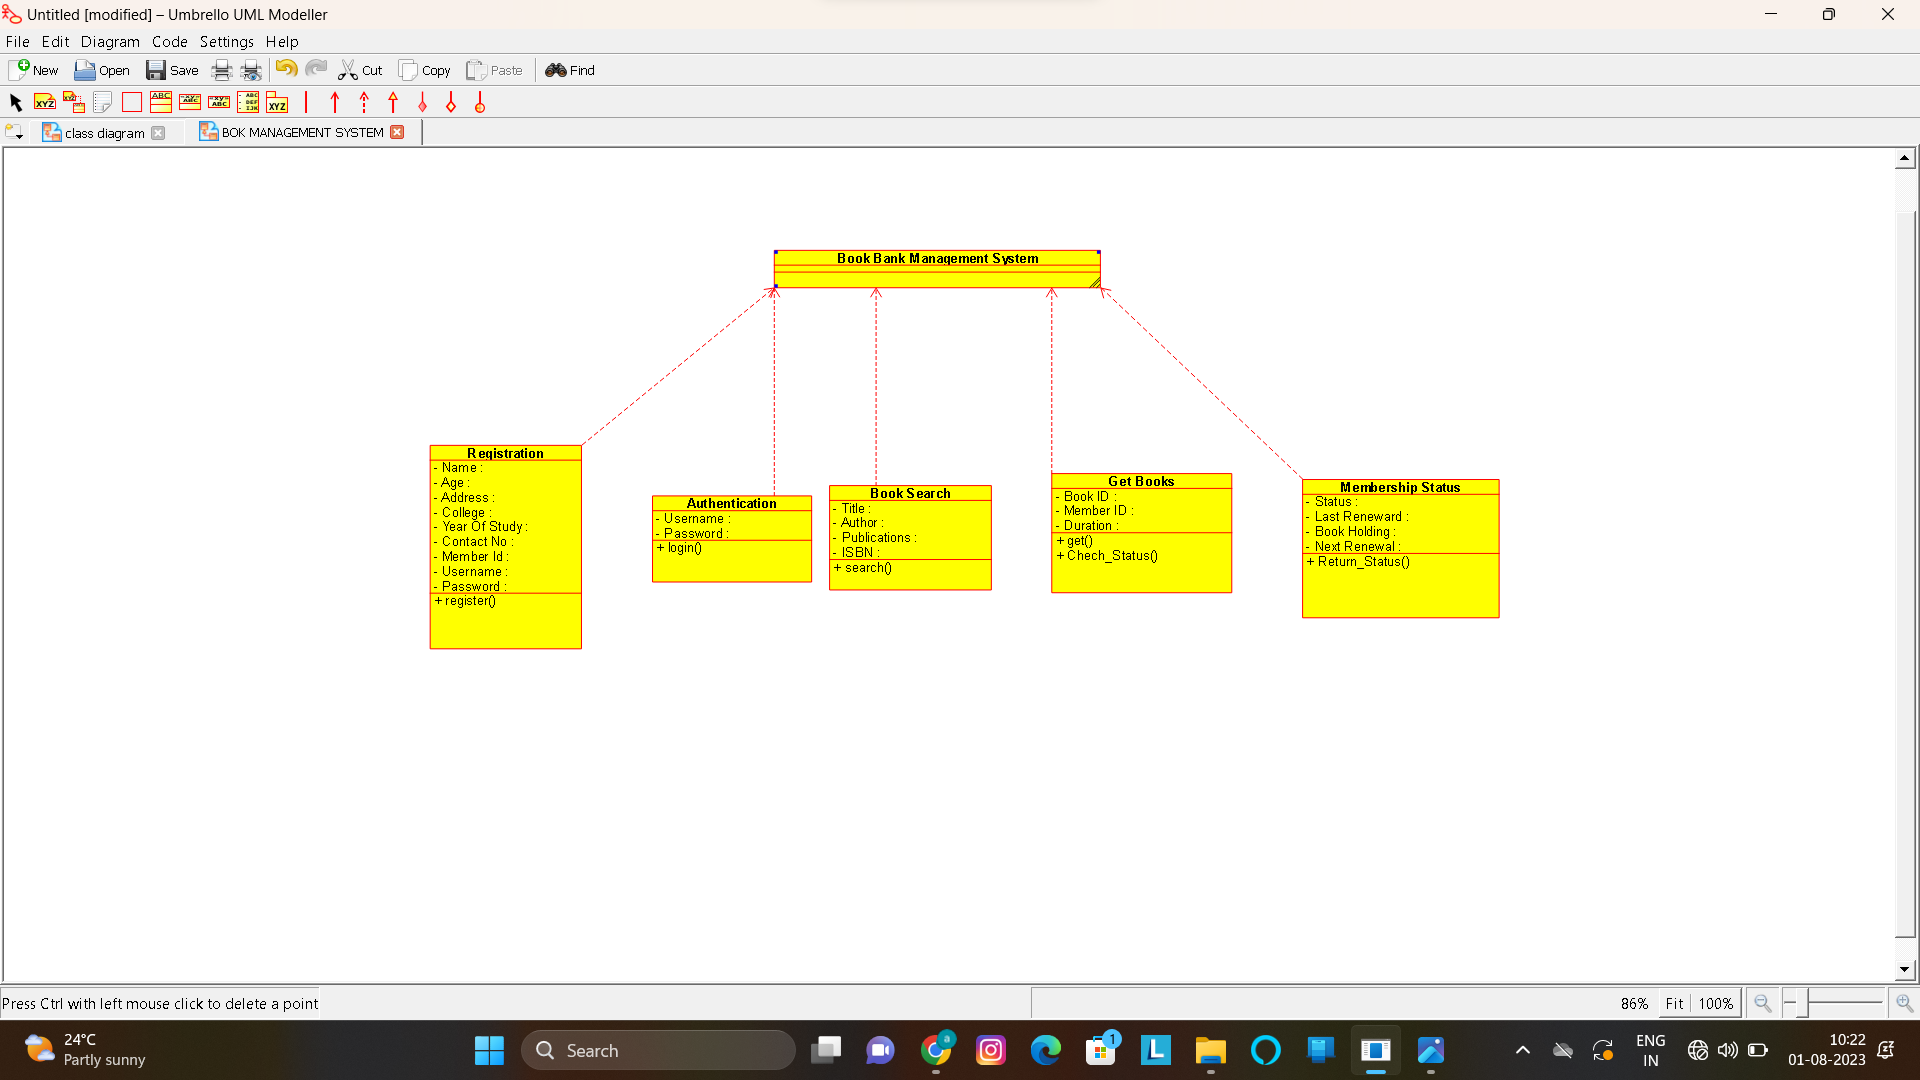 Untitled [modified] – Umbrello UML Modeller
File Edit Diagram Code Settings Help
New Open Save Cut Copy Paste Find
class diagram BOK MANAGEMENT SYSTEM
Book Bank Management System
Registration
- Name :
- Age :
- Address :
- College :
- Year Of Study :
- Contact No :
- Member Id :
- Username :
- Password :
+ register()
Authentication
- Username :
- Password :
+ login()
Book Search
- Title :
- Author :
- Publications :
- ISBN :
+ search()
Get Books
- Book ID :
- Member ID :
- Duration :
+ get()
+ Chech_Status()
Membership Status
- Status :
- Last Reneward :
- Book Holding :
- Next Renewal :
+ Return_Status()
Press Ctrl with left mouse click to delete a point
86% Fit 100%
24°C
Partly sunny
Search
1
ENG
IN
10:22
01-08-2023